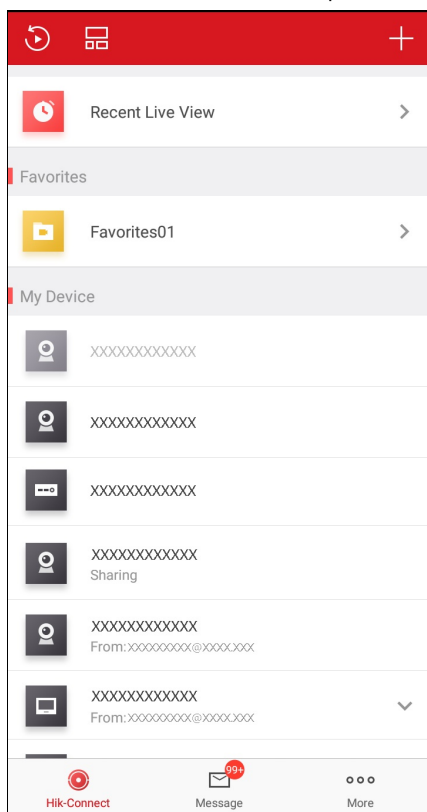 Recent Live View
Favorites
Favorites01
My Device
XXXXXXXXXXXX
XXXXXXXXXXXX
XXXXXXXXXXXX
XXXXXXXXXXXX
Sharing
XXXXXXXXXXXX
From:XXXXXXXXX@XXXX.XXX
XXXXXXXXXXXX
From:XXXXXXXXX@XXXX.XXX
99+
Hik-Connect
Message
More